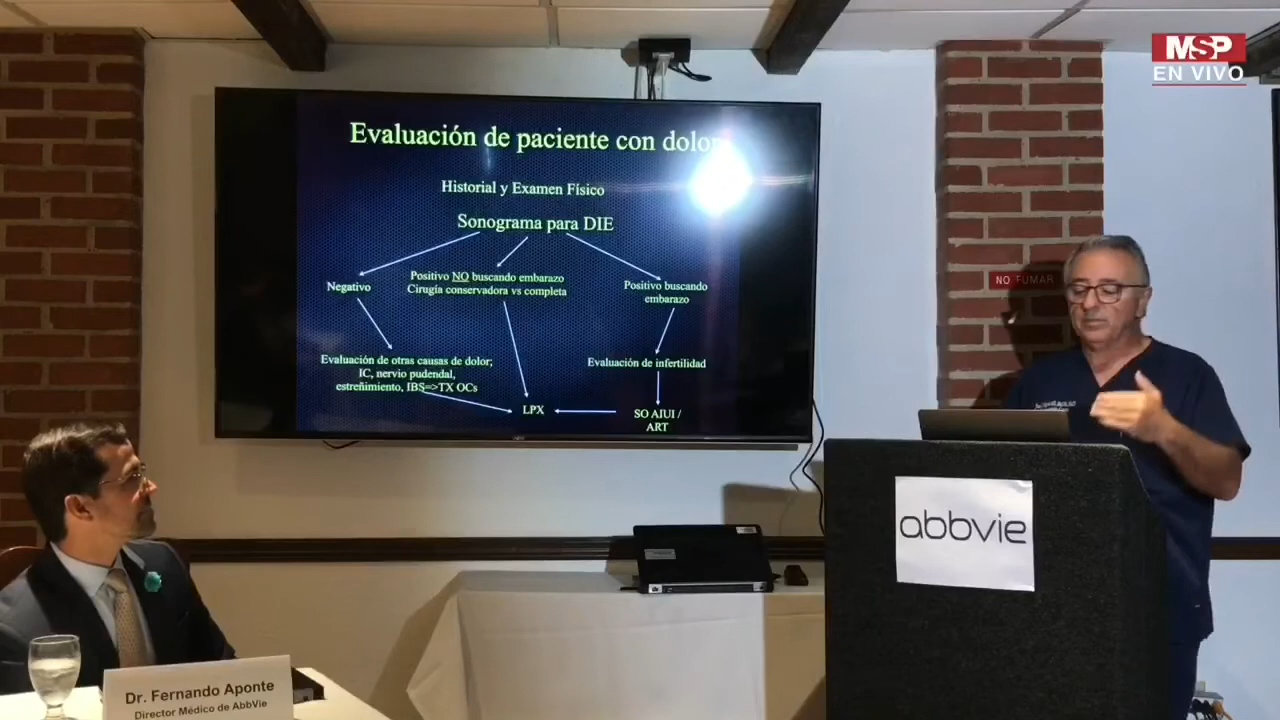 MSP
EN VIVO
Evaluación de paciente con dolor
Historial y Examen Físico
Sonograma para DIE
Negativo
Positivo NO buscando embarazo
Cirugía conservadora vs completa
Positivo buscando
embarazo
Evaluación de otras causas de dolor;
IC, nervio pudendal,
estreñimiento, IBS=>TX OCs
Evaluación de infertilidad
LPX
SO AIUI /
ART
NO FUMAR
abbvie
Dr. Fernando Aponte
Director Médico de AbbVie